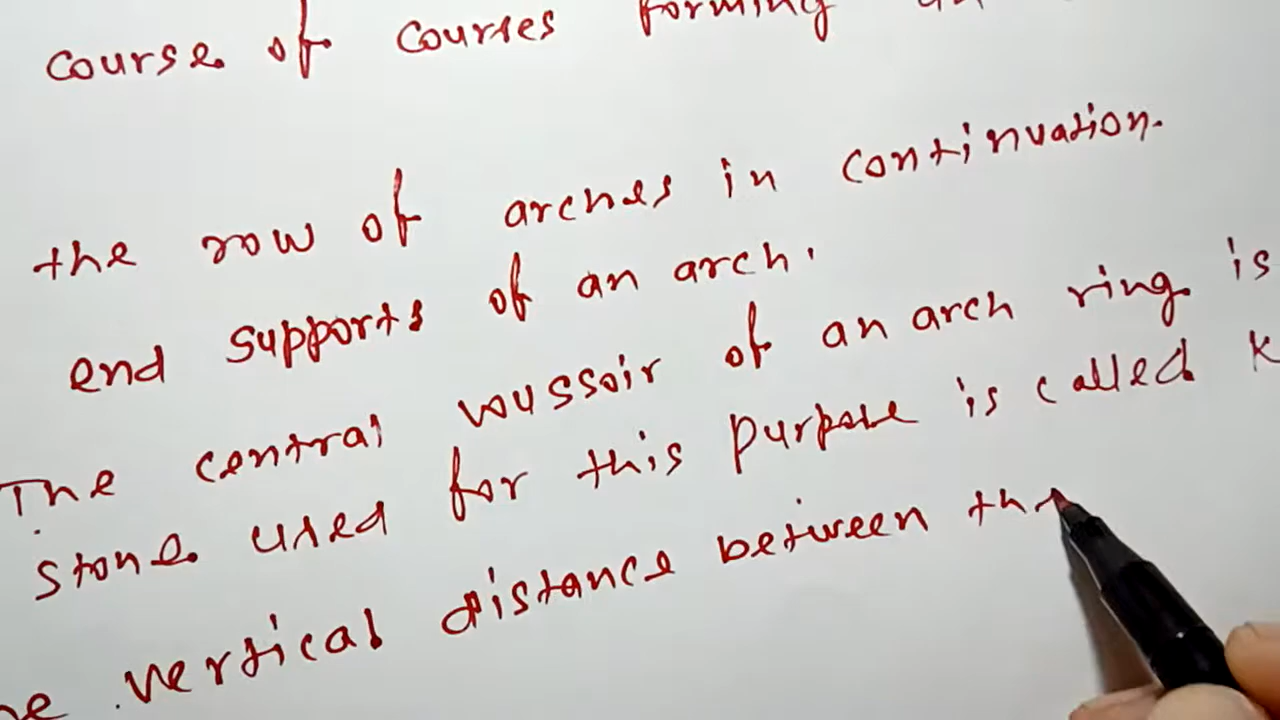 course of courses forming
the row of arches in continuation.
end supports of an arch.
The central voussoir of an arch ring is
stone used for this purpose is called K
vertical distance between the